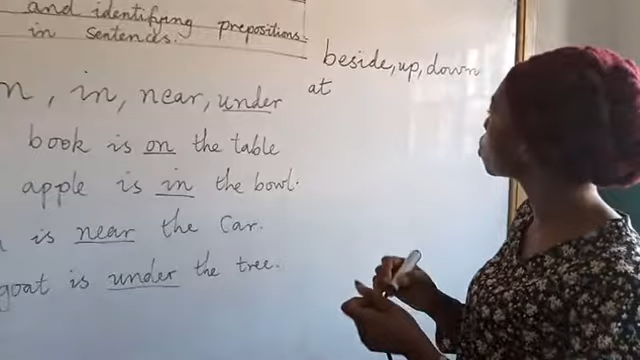 and identifying prepositions
in sentences.
beside, up, down
at
, in, near, under
book is on the table
apple is in the bowl.
is near the car.
goat is under the tree.